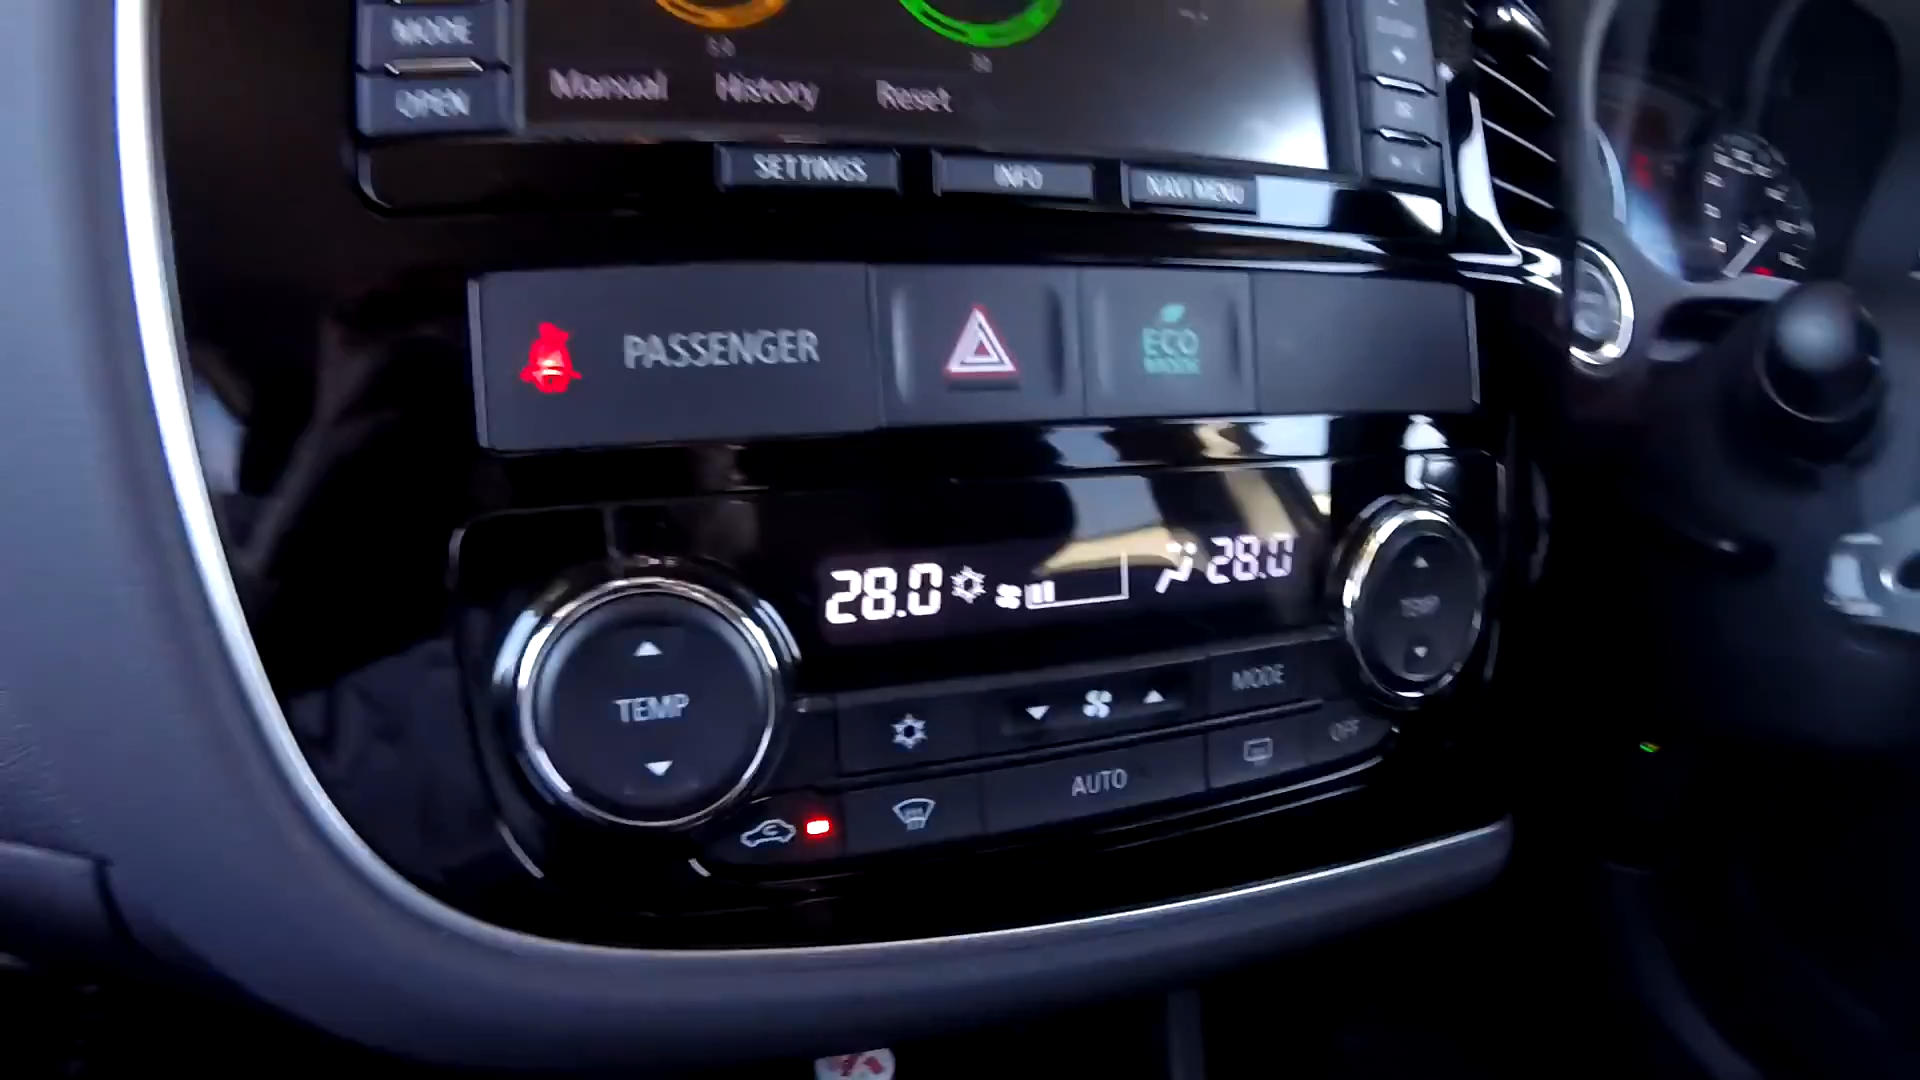 MODE
OPEN
Manual History Reset
SETTINGS INFO NAVI MENU
PASSENGER
ECO
MODE
28.0 28.0
TEMP
TEMP
MODE
AUTO
OFF